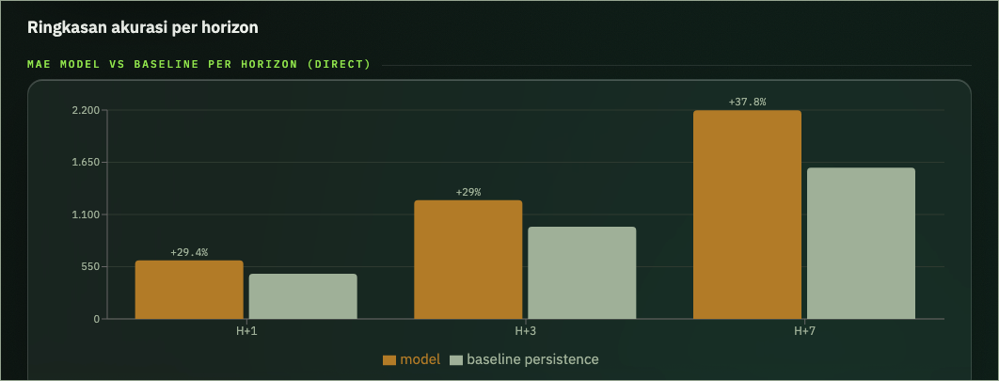 Ringkasan akurasi per horizon
MAE MODEL VS BASELINE PER HORIZON (DIRECT)
+37.8%
2.200
1.650
+29%
1.100
+29.4%
550
0
H+1 H+3 H+7
model baseline persistence